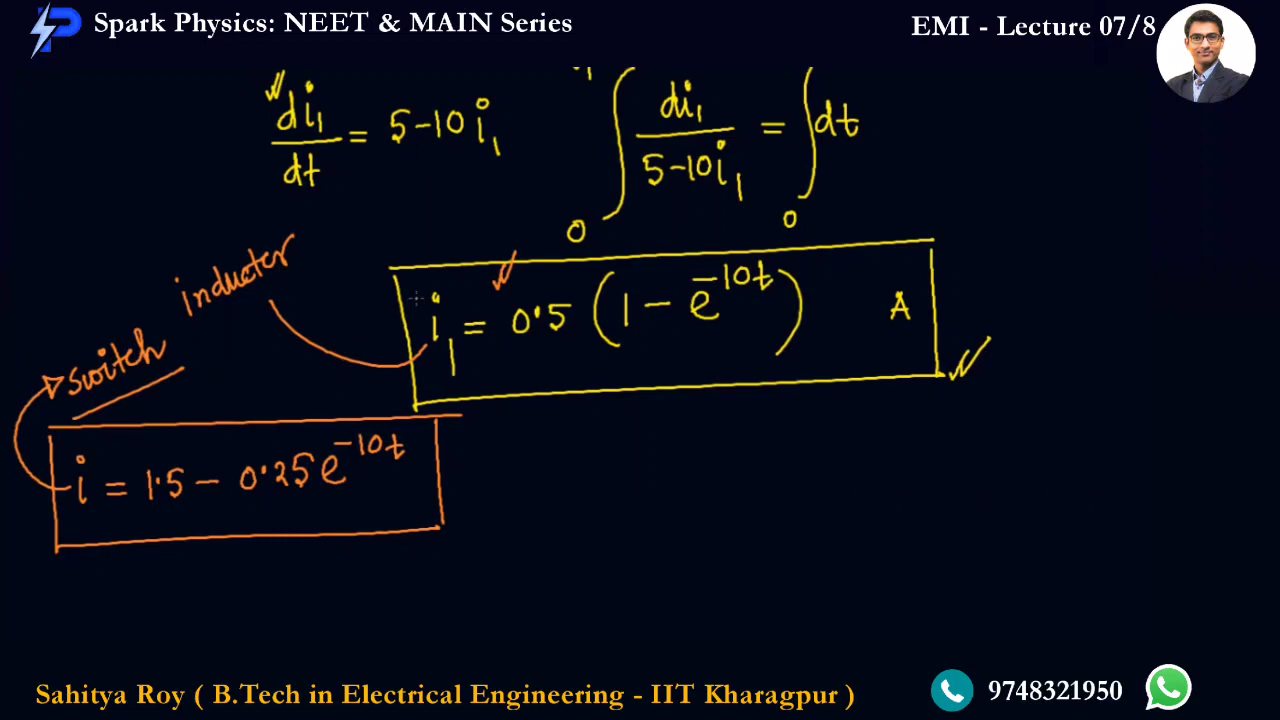 Spark Physics: NEET & MAIN Series
EMI - Lecture 07/8
di₁/dt = 5-10i₁
∫₀^i₁ di₁/(5-10i₁) = ∫₀ dt
inductor
i₁ = 0.5 (1 - e^-10t) A
switch
i = 1.5 - 0.25e^-10t
Sahitya Roy ( B.Tech in Electrical Engineering - IIT Kharagpur )
9748321950